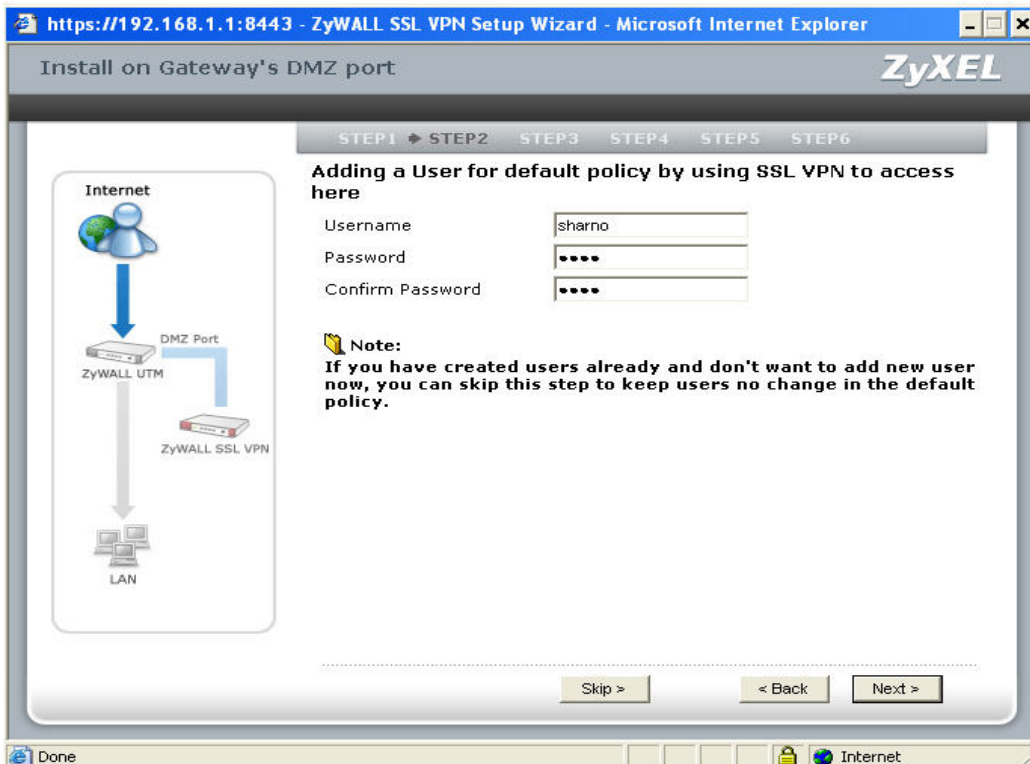 https://192.168.1.1:8443 - ZyWALL SSL VPN Setup Wizard - Microsoft Internet Explorer
Install on Gateway's DMZ port
ZyXEL
STEP1 STEP2 STEP3 STEP4 STEP5 STEP6
Adding a User for default policy by using SSL VPN to access
here
Username sharno
Password ••••
Confirm Password ••••
Note:
If you have created users already and don't want to add new user
now, you can skip this step to keep users no change in the default
policy.
Internet
DMZ Port
ZyWALL UTM
ZyWALL SSL VPN
LAN
Skip >
< Back
Next >
Done
Internet